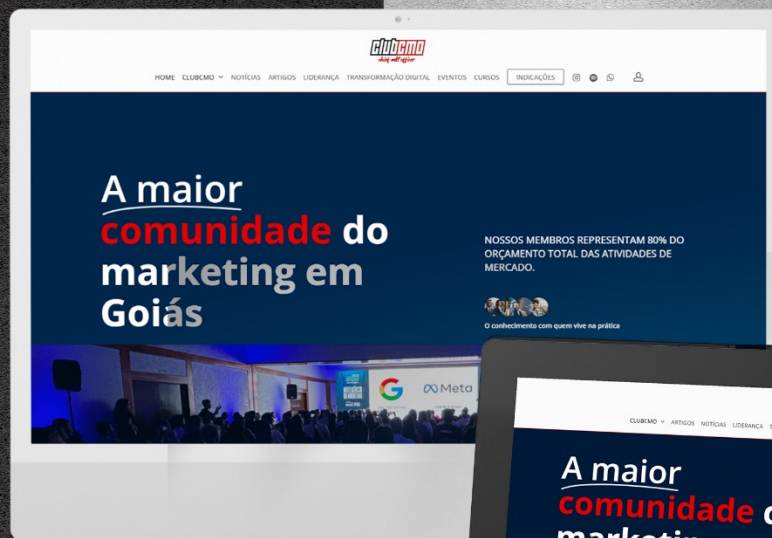 clubcmo
HOME CLUBCMO NOTÍCIAS ARTIGOS LIDERANÇA TRANSFORMAÇÃO DIGITAL EVENTOS CURSOS INDICAÇÕES
A maior
comunidade do
marketing em
Goiás
NOSSOS MEMBROS REPRESENTAM 80% DO
ORÇAMENTO TOTAL DAS ATIVIDADES DE
MERCADO.
O conhecimento com quem vive na prática
G Meta
CLUBCMO ARTIGOS NOTÍCIAS LIDERANÇA
A maior
comunidade
marketing